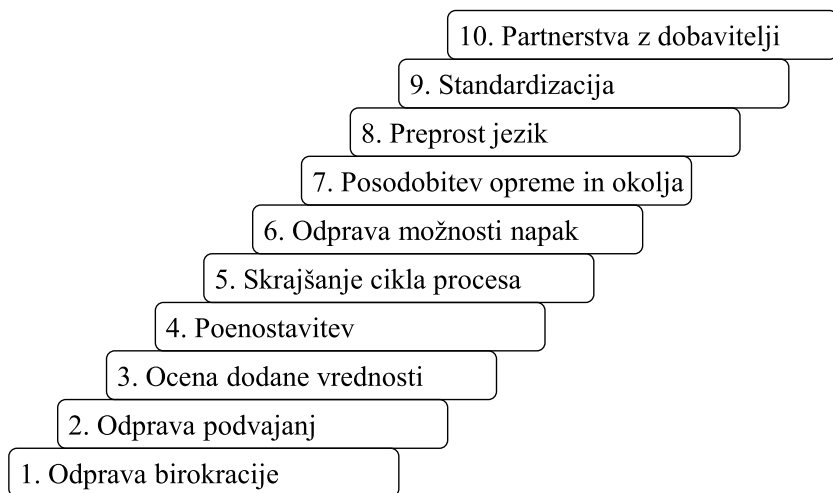 10. Partnerstva z dobavitelji
9. Standardizacija
8. Preprost jezik
7. Posodobitev opreme in okolja
6. Odprava možnosti napak
5. Skrajšanje cikla procesa
4. Poenostavitev
3. Ocena dodane vrednosti
2. Odprava podvajanj
1. Odprava birokracije